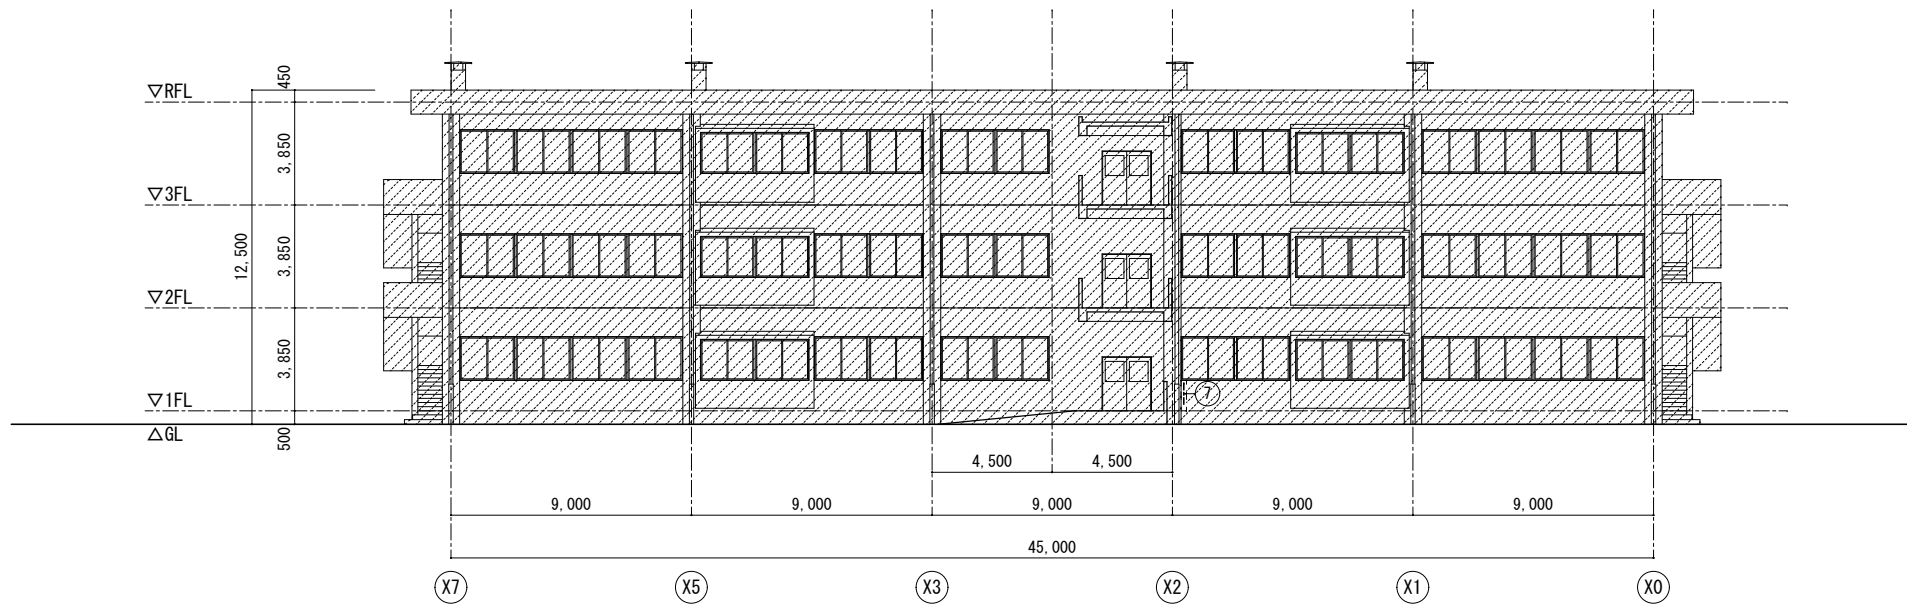 ▽RFL
450
3,850
▽3FL
12,500
3,850
▽2FL
3,850
▽1FL
7
△GL
500
4,500 4,500
9,000 9,000 9,000 9,000 9,000
45,000
X7 X5 X3 X2 X1 X0